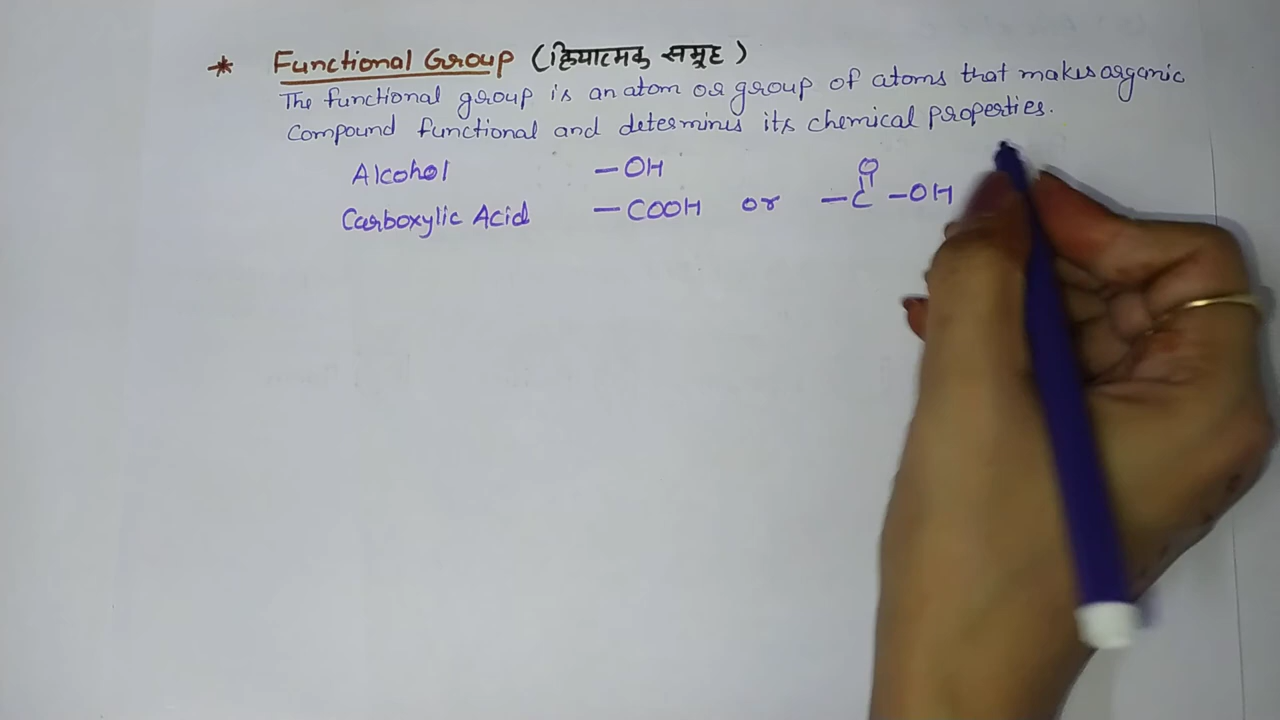 * Functional Group (क्रियात्मक समूह)
The functional group is an atom or group of atoms that makes organic
Compound functional and determines its chemical properties.
Alcohol —OH
O
||
Carboxylic Acid —COOH or —C—OH